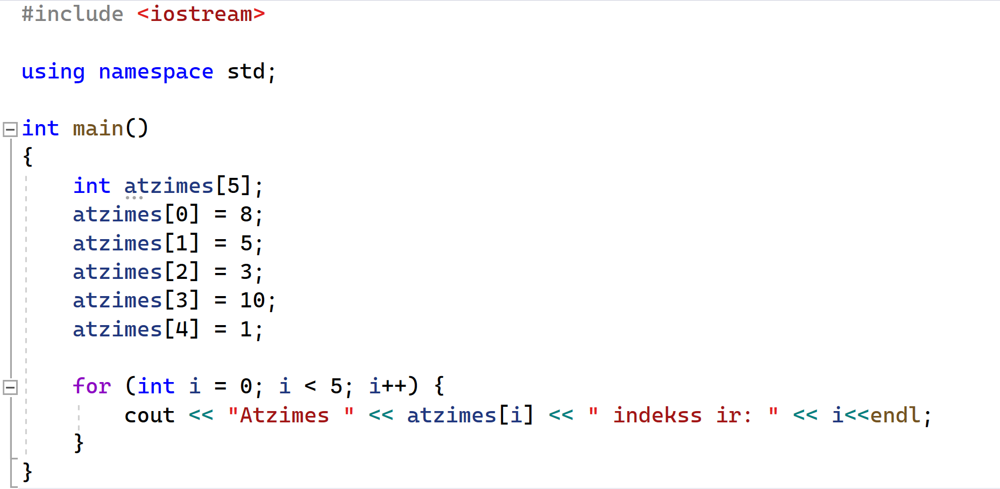 #include <iostream>
using namespace std;
int main()
{
int atzimes[5];
atzimes[0] = 8;
atzimes[1] = 5;
atzimes[2] = 3;
atzimes[3] = 10;
atzimes[4] = 1;
for (int i = 0; i < 5; i++) {
cout << "Atzimes " << atzimes[i] << " indekss ir: " << i<<endl;
}
}